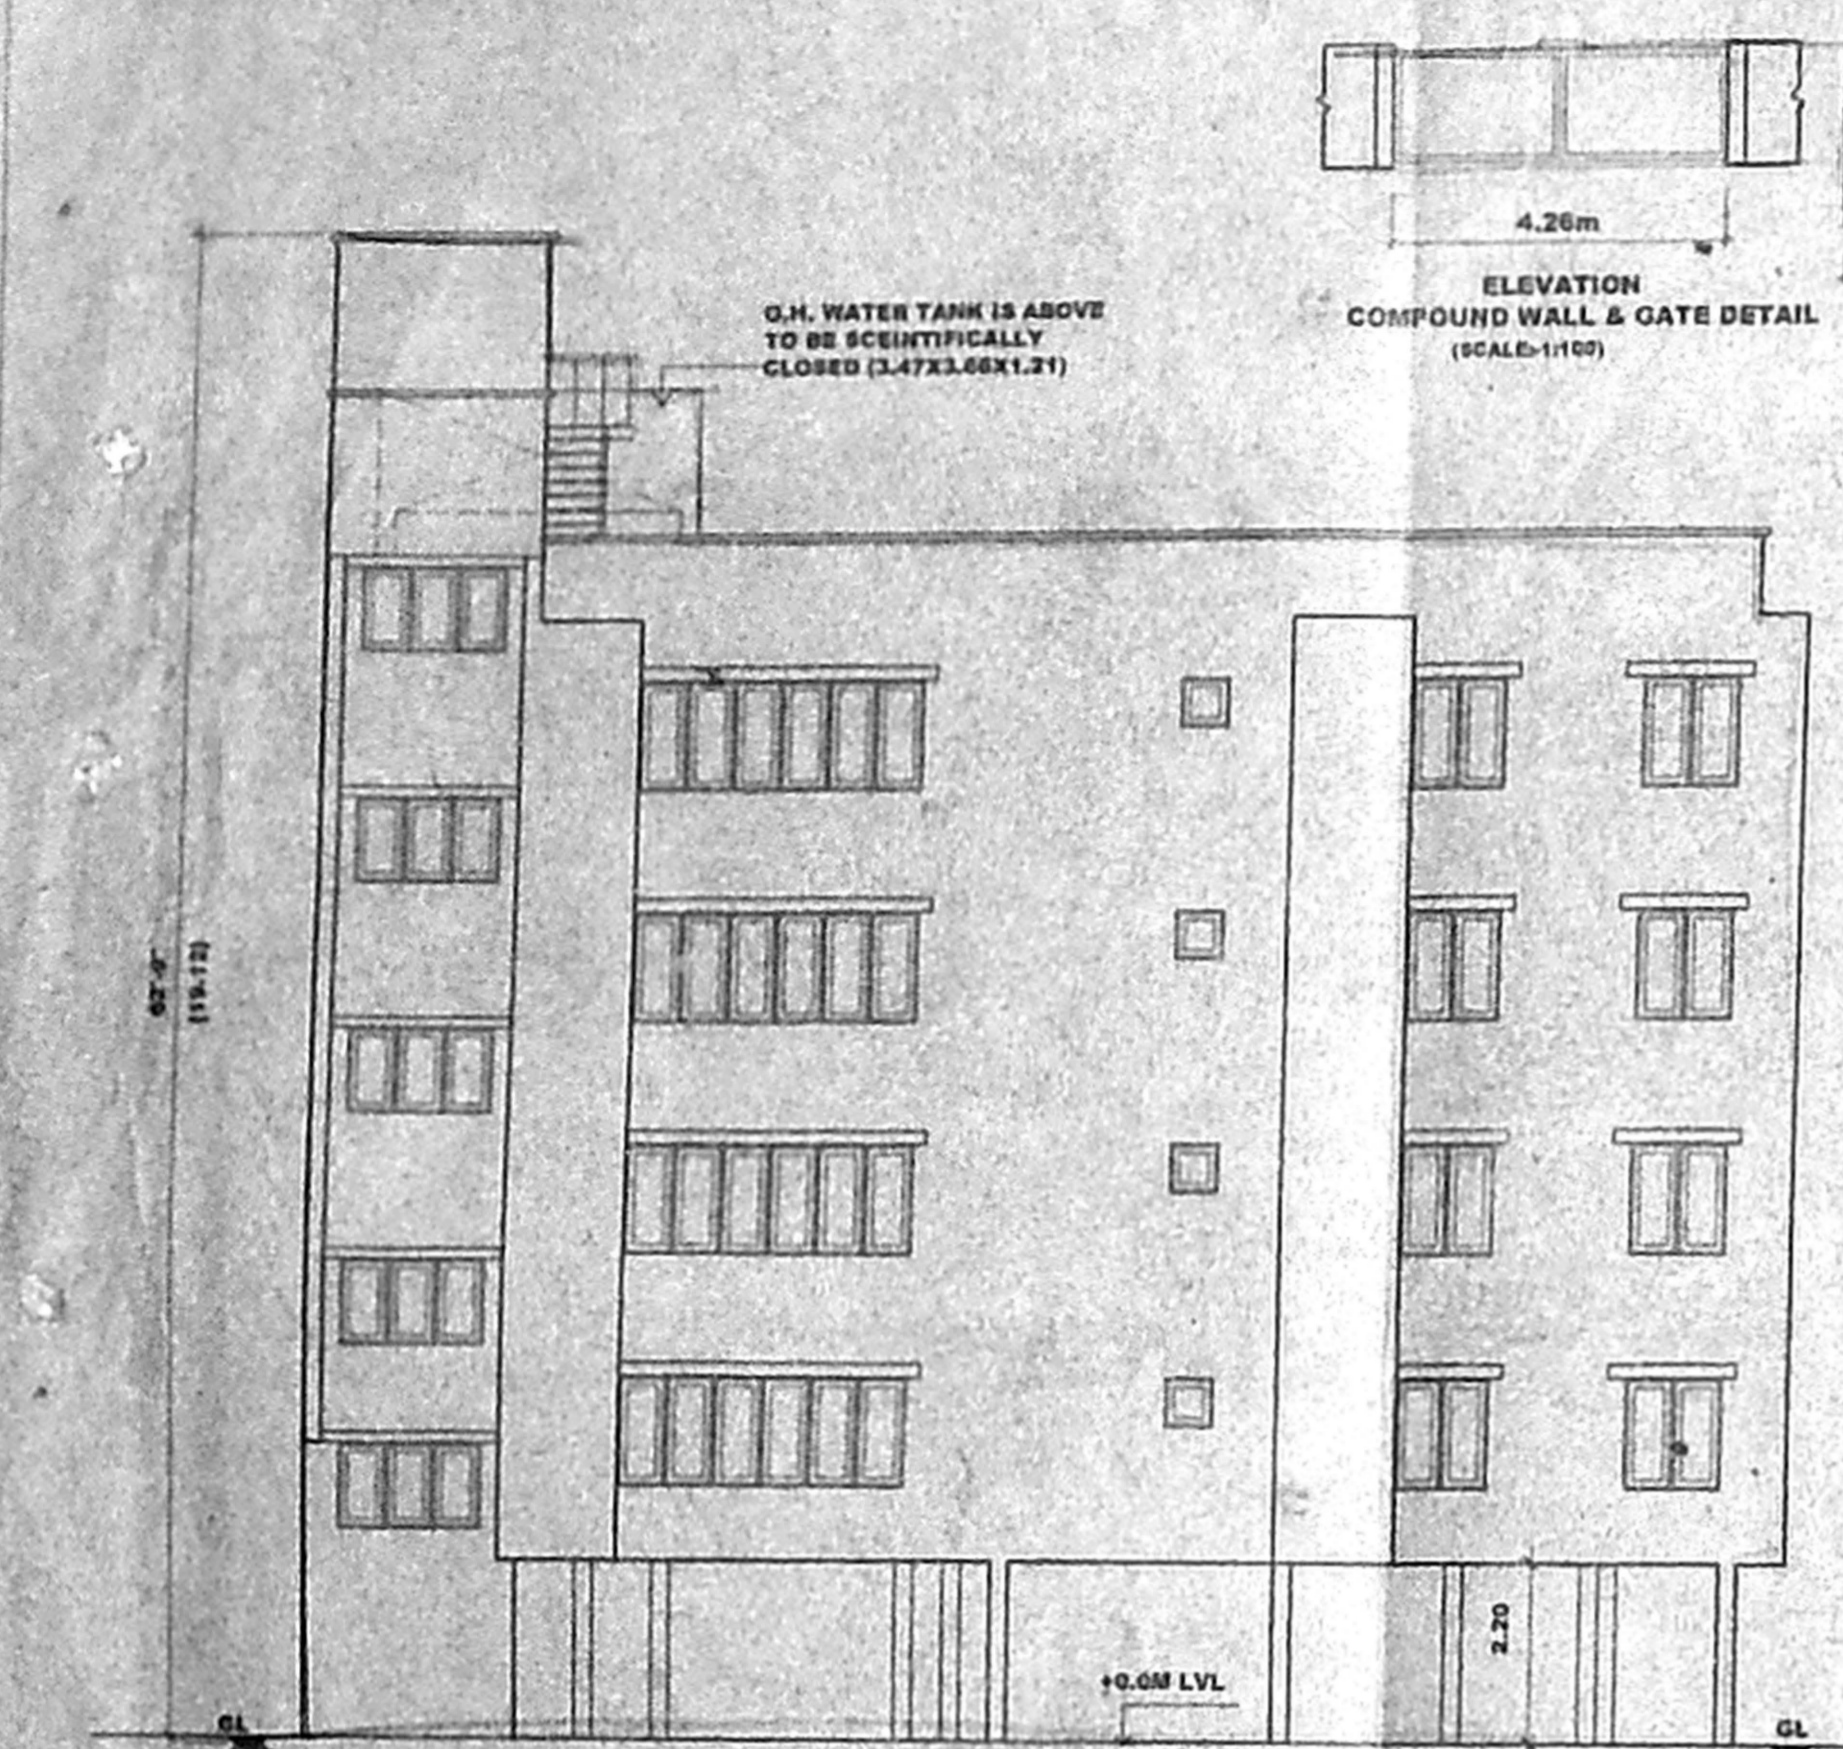 4.26m
ELEVATION
COMPOUND WALL & GATE DETAIL
(SCALE:-1:100)
O.H. WATER TANK IS ABOVE
TO BE SCEINTIFICALLY
CLOSED (3.47X3.66X1.21)
(19.12)
2.20
+0.0M LVL
GL
GL